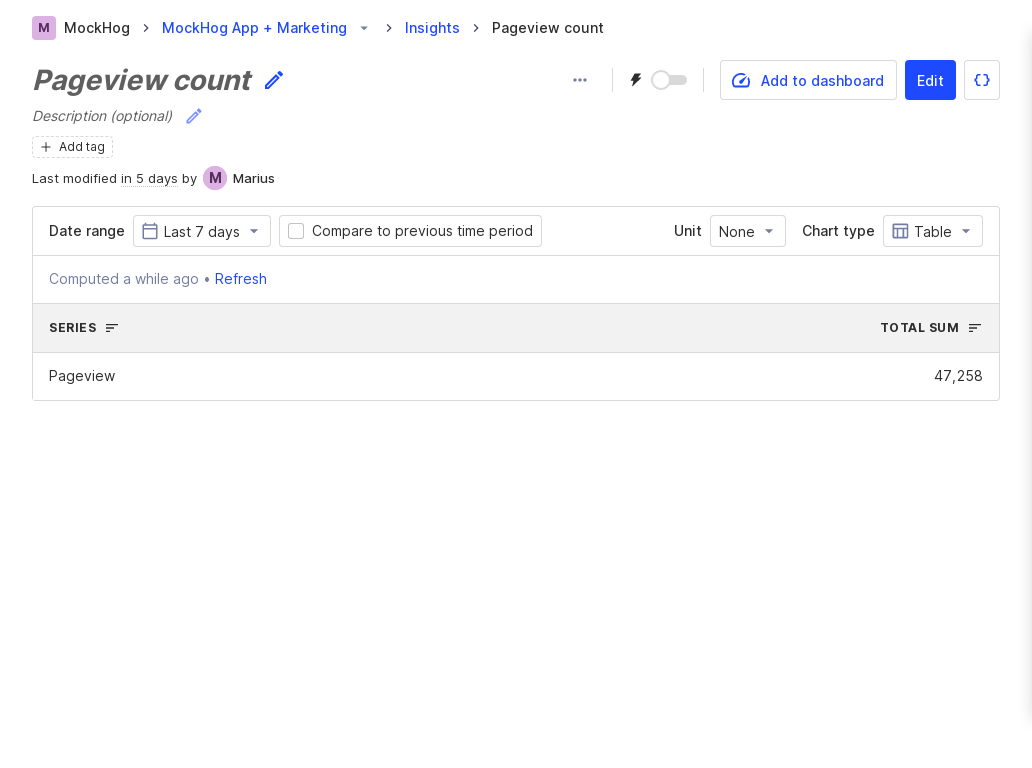 M MockHog MockHog App + Marketing Insights Pageview count
Pageview count
Add to dashboard Edit
Description (optional)
Add tag
Last modified in 5 days by M Marius
Date range Last 7 days Compare to previous time period Unit None Chart type Table
Computed a while ago • Refresh
SERIES TOTAL SUM
Pageview 47,258